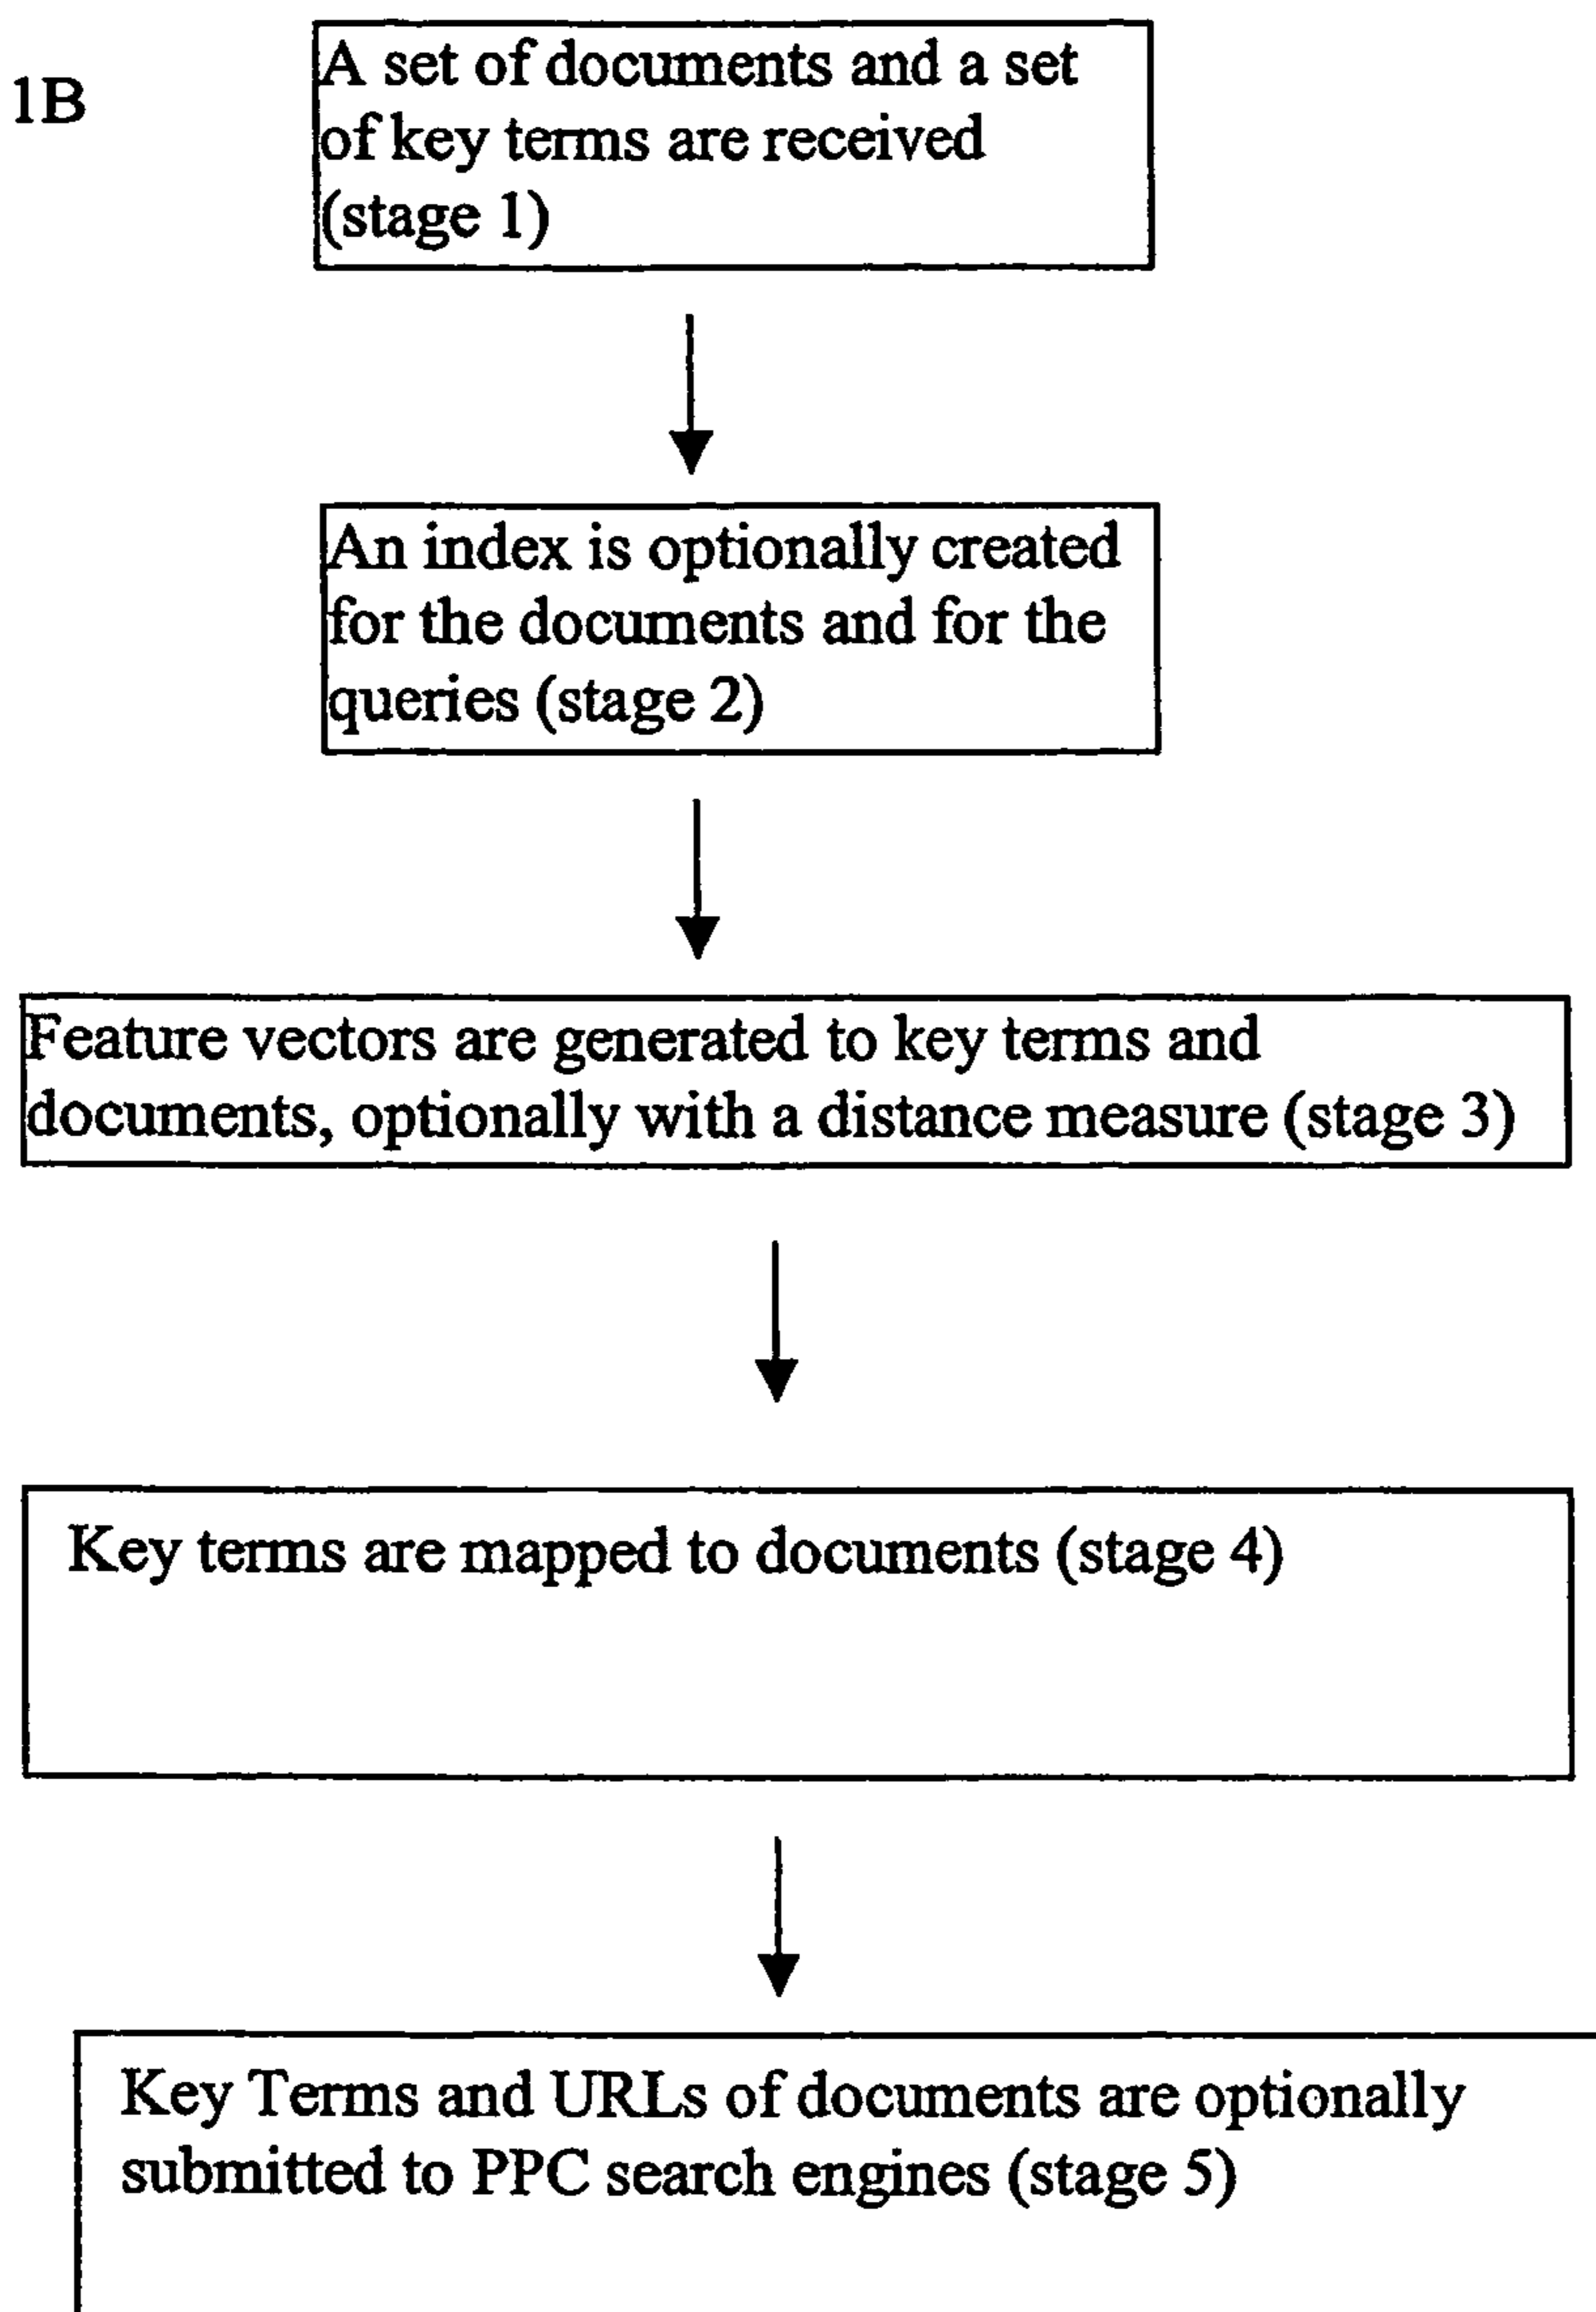 1B
A set of documents and a set
of key terms are received
(stage 1)
An index is optionally created
for the documents and for the
queries (stage 2)
Feature vectors are generated to key terms and
documents, optionally with a distance measure (stage 3)
Key terms are mapped to documents (stage 4)
Key Terms and URLs of documents are optionally
submitted to PPC search engines (stage 5)